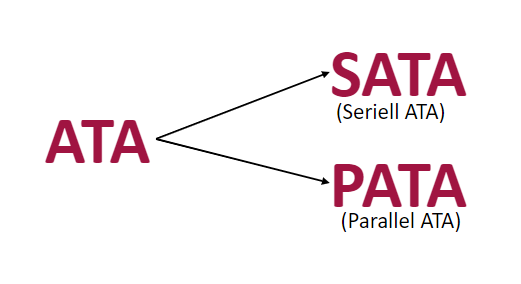 ATA
SATA
(Seriell ATA)
PATA
(Parallel ATA)